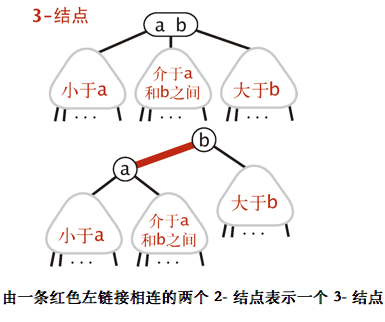 3-结点
a b
小于a
介于a
和b之间
大于b
b
a
小于a
介于a
和b之间
大于b
由一条红色左链接相连的两个 2- 结点表示一个 3- 结点